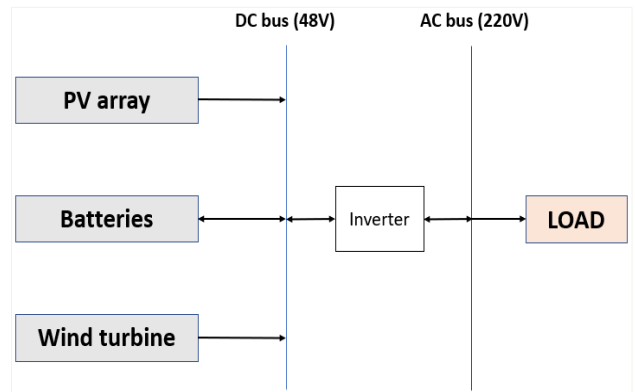 DC bus (48V)
AC bus (220V)
PV array
Batteries
Inverter
LOAD
Wind turbine